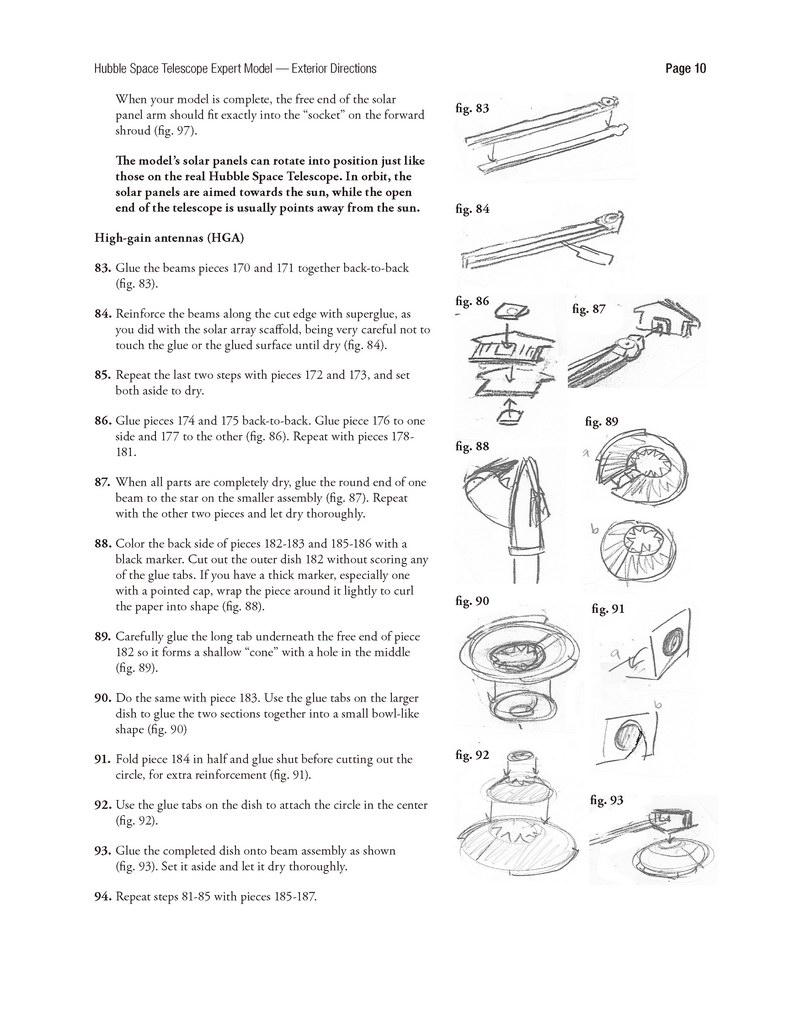 Hubble Space Telescope Expert Model — Exterior Directions
Page 10
When your model is complete, the free end of the solar
panel arm should fit exactly into the “socket” on the forward
shroud (fig. 97).
The model’s solar panels can rotate into position just like
those on the real Hubble Space Telescope. In orbit, the
solar panels are aimed towards the sun, while the open
end of the telescope is usually points away from the sun.
High-gain antennas (HGA)
83. Glue the beams pieces 170 and 171 together back-to-back
(fig. 83).
84. Reinforce the beams along the cut edge with superglue, as
you did with the solar array scaffold, being very careful not to
touch the glue or the glued surface until dry (fig. 84).
85. Repeat the last two steps with pieces 172 and 173, and set
both aside to dry.
86. Glue pieces 174 and 175 back-to-back. Glue piece 176 to one
side and 177 to the other (fig. 86). Repeat with pieces 178-
181.
87. When all parts are completely dry, glue the round end of one
beam to the star on the smaller assembly (fig. 87). Repeat
with the other two pieces and let dry thoroughly.
88. Color the back side of pieces 182-183 and 185-186 with a
black marker. Cut out the outer dish 182 without scoring any
of the glue tabs. If you have a thick marker, especially one
with a pointed cap, wrap the piece around it lightly to curl
the paper into shape (fig. 88).
89. Carefully glue the long tab underneath the free end of piece
182 so it forms a shallow “cone” with a hole in the middle
(fig. 89).
90. Do the same with piece 183. Use the glue tabs on the larger
dish to glue the two sections together into a small bowl-like
shape (fig. 90)
91. Fold piece 184 in half and glue shut before cutting out the
circle, for extra reinforcement (fig. 91).
92. Use the glue tabs on the dish to attach the circle in the center
(fig. 92).
93. Glue the completed dish onto beam assembly as shown
(fig. 93). Set it aside and let it dry thoroughly.
94. Repeat steps 81-85 with pieces 185-187.
fig. 83
fig. 84
fig. 86
fig. 87
fig. 88
fig. 89
a
b
fig. 90
fig. 91
a
b
fig. 92
fig. 93